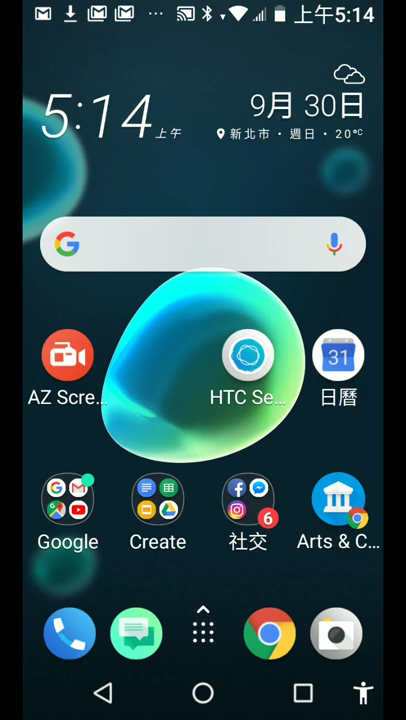 上午5:14
5:14 上午
9月 30日
新北市 • 週日 • 20°C
AZ Scre...
HTC Se...
31
日曆
Google
Create
6
社交
Arts & C...